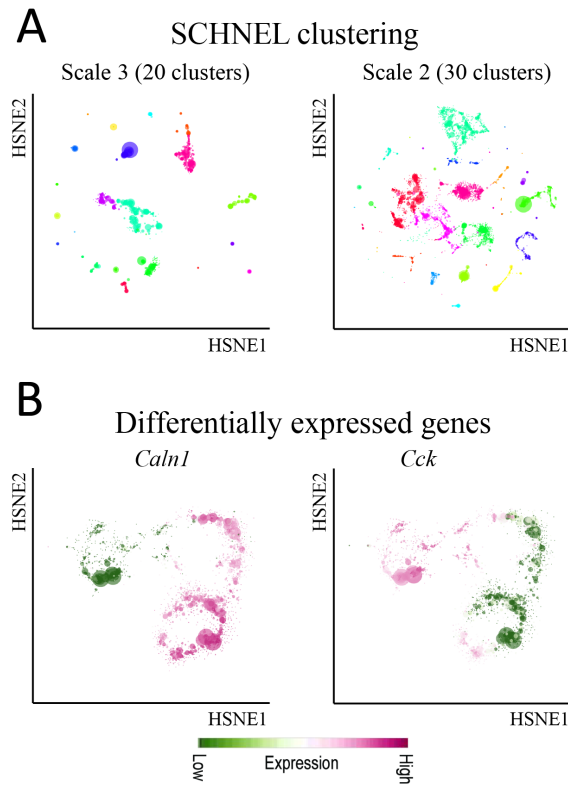 A
SCHNEL clustering
Scale 3 (20 clusters)
Scale 2 (30 clusters)
HSNE2
HSNE2
HSNE1
HSNE1
B
Differentially expressed genes
Caln1
Cck
HSNE2
HSNE2
HSNE1
HSNE1
Low
Expression
High